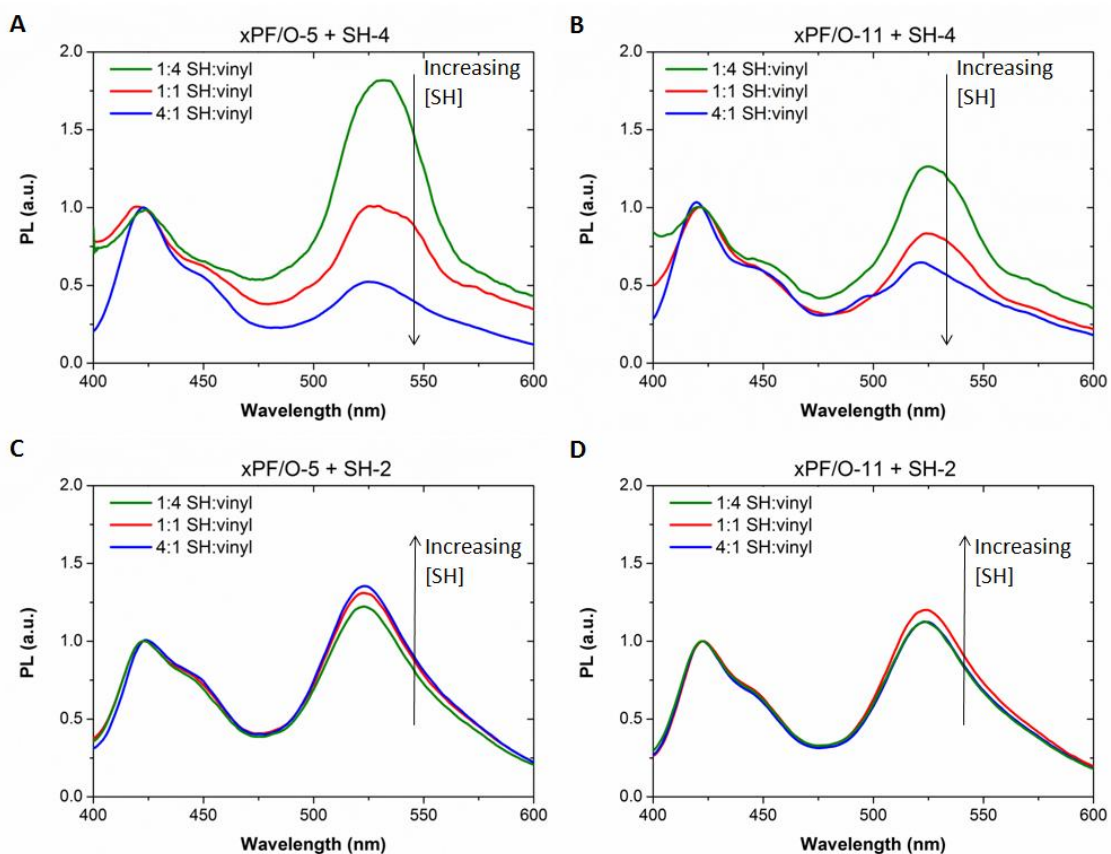 A
xPF/O-5 + SH-4
2.0
1.5
1.0
0.5
0.0
PL (a.u.)
1:4 SH:vinyl
1:1 SH:vinyl
4:1 SH:vinyl
Increasing
[SH]
400 450 500 550 600
Wavelength (nm)
B
xPF/O-11 + SH-4
2.0
1.5
1.0
0.5
0.0
PL (a.u.)
1:4 SH:vinyl
1:1 SH:vinyl
4:1 SH:vinyl
Increasing
[SH]
400 450 500 550 600
Wavelength (nm)
C
xPF/O-5 + SH-2
2.0
1.5
1.0
0.5
0.0
PL (a.u.)
1:4 SH:vinyl
1:1 SH:vinyl
4:1 SH:vinyl
Increasing
[SH]
400 450 500 550 600
Wavelength (nm)
D
xPF/O-11 + SH-2
2.0
1.5
1.0
0.5
0.0
PL (a.u.)
1:4 SH:vinyl
1:1 SH:vinyl
4:1 SH:vinyl
Increasing
[SH]
400 450 500 550 600
Wavelength (nm)